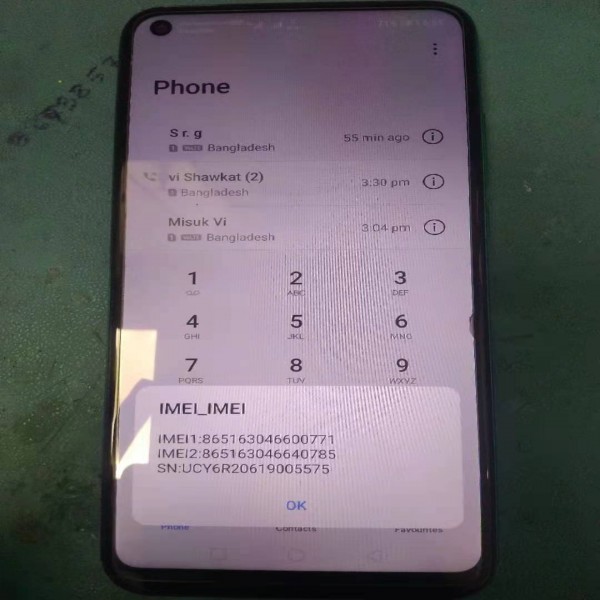 Phone
S r. g
55 min ago
1 Bangladesh
vi Shawkat (2)
3:30 pm
Bangladesh
Misuk Vi
3:04 pm
Bangladesh
1 2 3
ABC DEF
4 5 6
GHI JKL MNO
7 8 9
PQRS TUV WXYZ
IMEI_IMEI
IMEI1:865163046600771
IMEI2:865163046640785
SN:UCY6R20619005575
OK
Phone Contacts Favourites